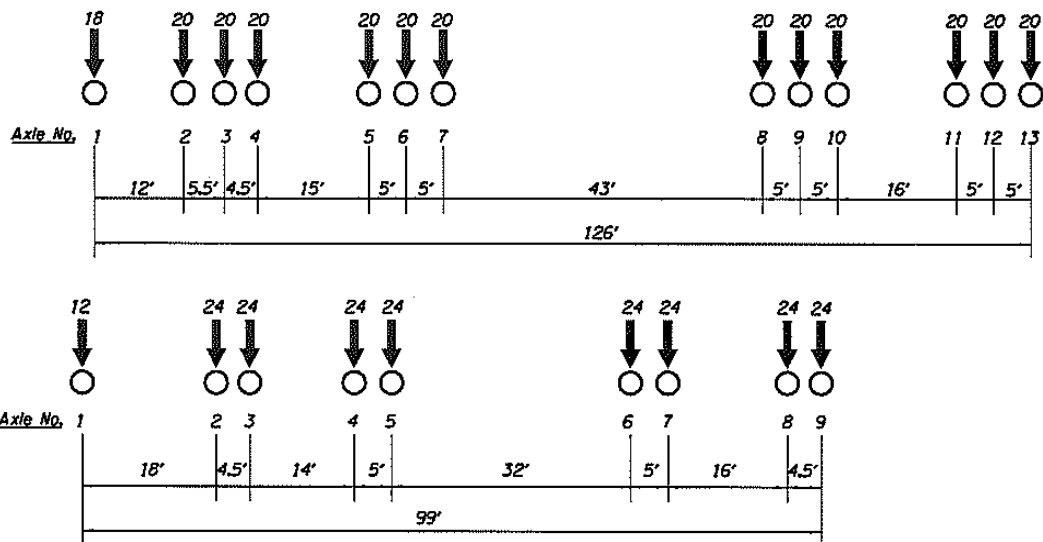 18 20 20 20 20 20 20 20 20 20 20 20 20
Axle No. 1 2 3 4 5 6 7 8 9 10 11 12 13
12' 5.5' 4.5' 15' 5' 5' 43' 5' 5' 16' 5' 5'
126'
12 24 24 24 24 24 24 24 24
Axle No. 1 2 3 4 5 6 7 8 9
18' 4.5' 14' 5' 32' 5' 16' 4.5'
99'